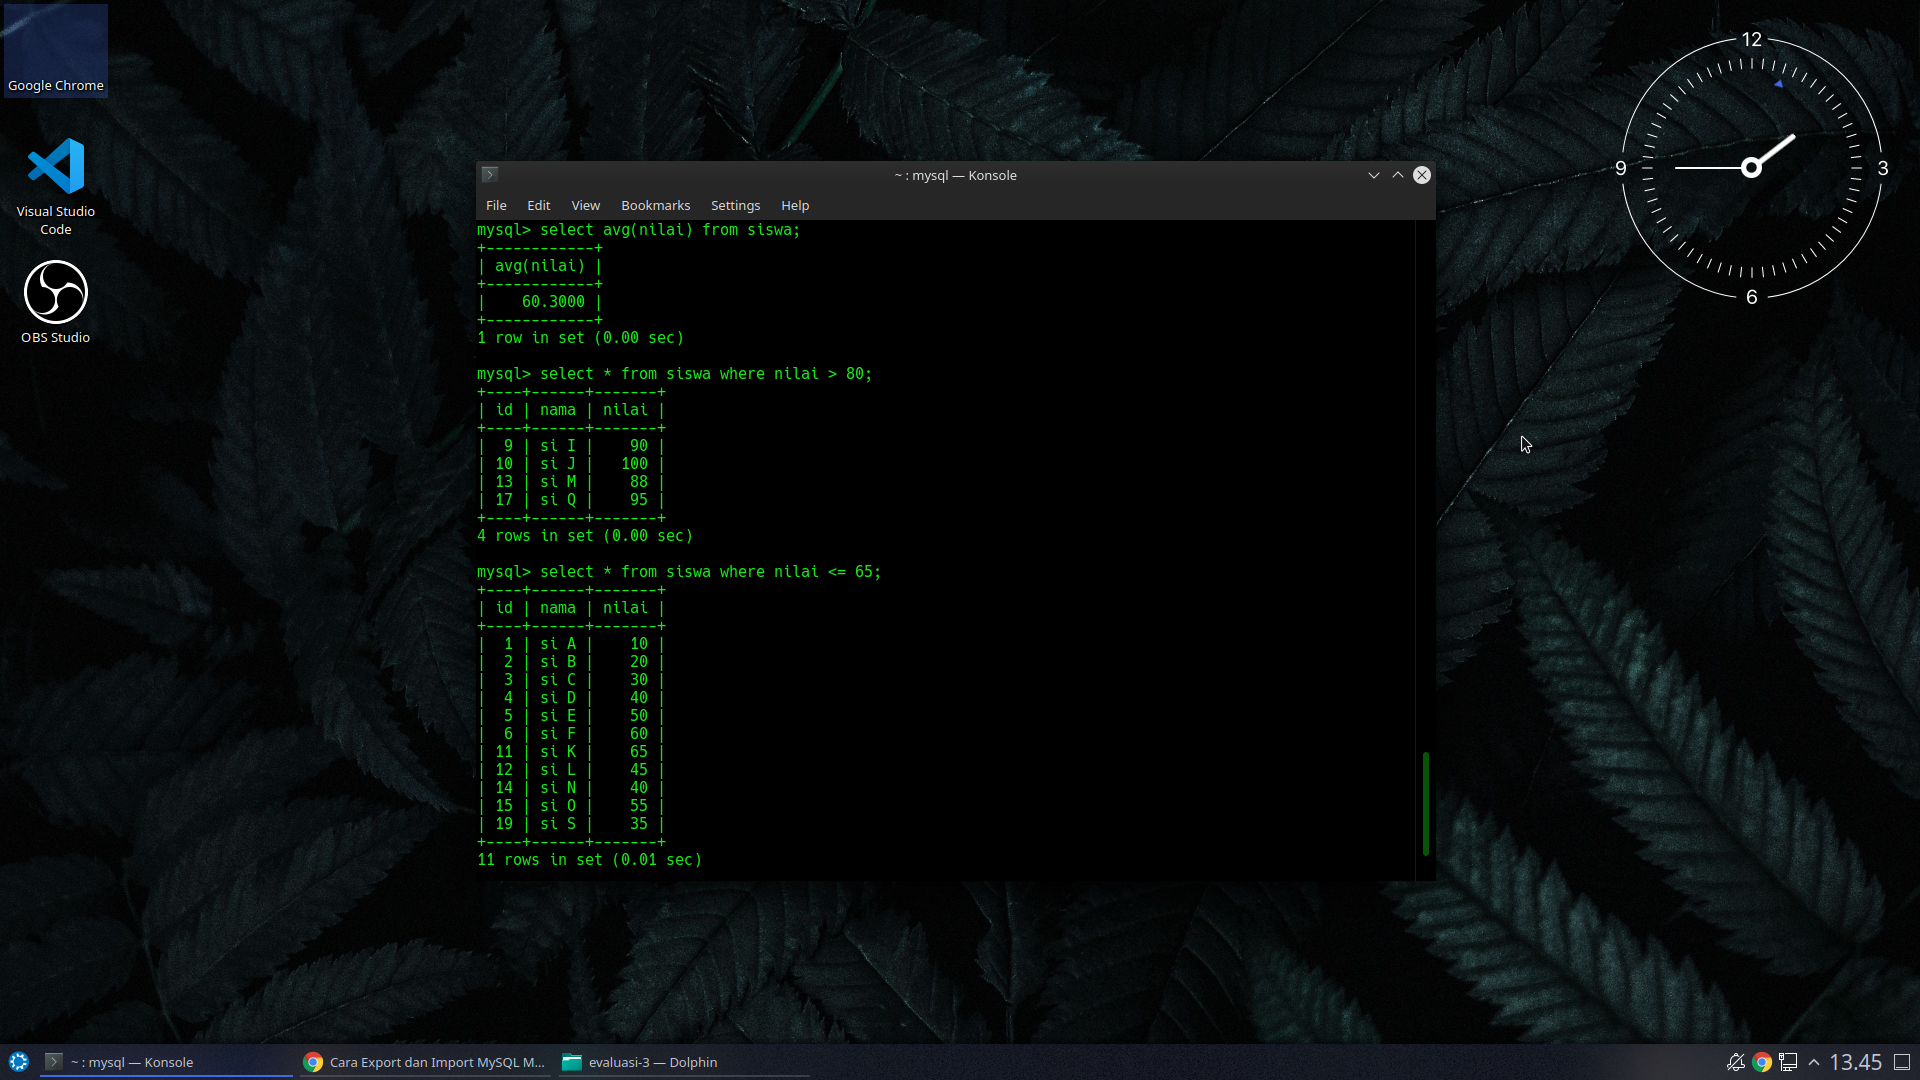 Google Chrome
Visual Studio
Code
OBS Studio
12
3
6
9
~ : mysql — Konsole
File Edit View Bookmarks Settings Help
mysql> select avg(nilai) from siswa;
+------------+
| avg(nilai) |
+------------+
|    60.3000 |
+------------+
1 row in set (0.00 sec)
mysql> select * from siswa where nilai > 80;
+----+------+-------+
| id | nama | nilai |
+----+------+-------+
|  9 | si I |    90 |
| 10 | si J |   100 |
| 13 | si M |    88 |
| 17 | si Q |    95 |
+----+------+-------+
4 rows in set (0.00 sec)
mysql> select * from siswa where nilai <= 65;
+----+------+-------+
| id | nama | nilai |
+----+------+-------+
|  1 | si A |    10 |
|  2 | si B |    20 |
|  3 | si C |    30 |
|  4 | si D |    40 |
|  5 | si E |    50 |
|  6 | si F |    60 |
| 11 | si K |    65 |
| 12 | si L |    45 |
| 14 | si N |    40 |
| 15 | si O |    55 |
| 19 | si S |    35 |
+----+------+-------+
11 rows in set (0.01 sec)
~ : mysql — Konsole
Cara Export dan Import MySQL M...
evaluasi-3 — Dolphin
13.45